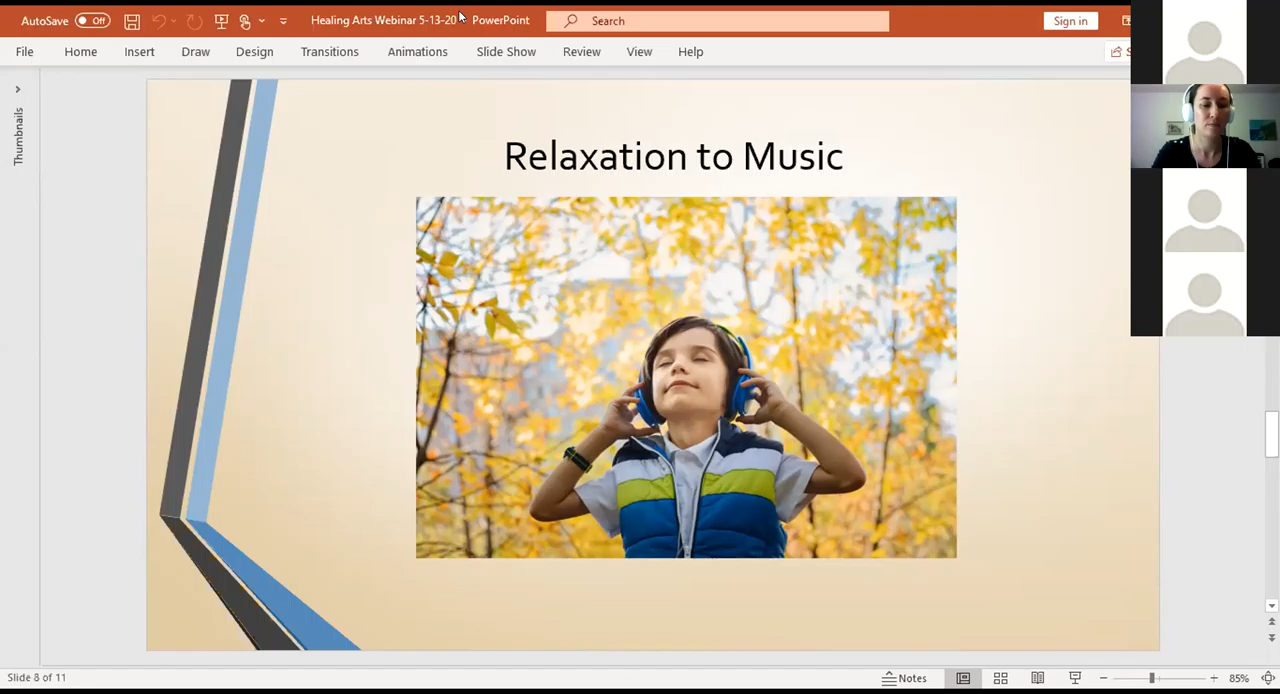 AutoSave Off Healing Arts Webinar 5-13-20 PowerPoint Search Sign in
File Home Insert Draw Design Transitions Animations Slide Show Review View Help
Thumbnails
Relaxation to Music
Slide 8 of 11 Notes 85%